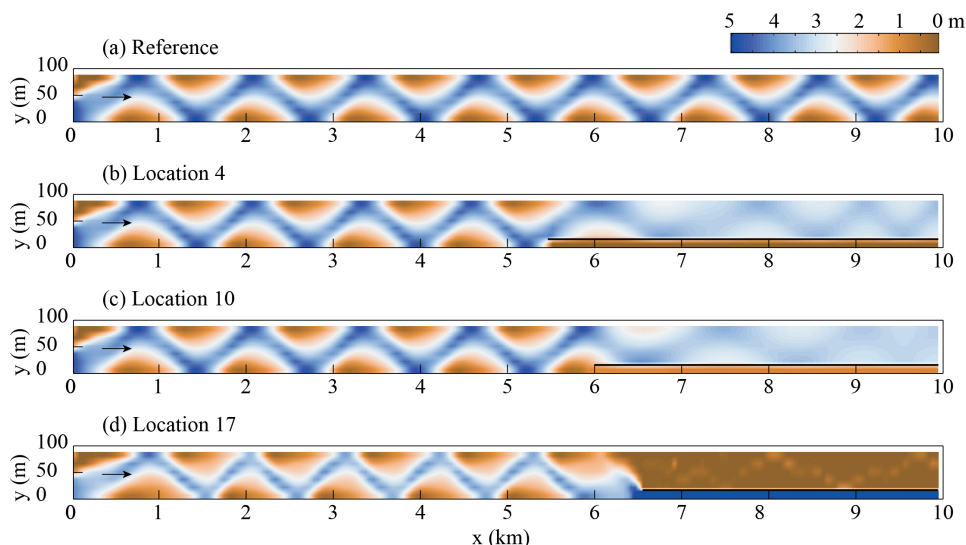 5 4 3 2 1 0 m
(a) Reference
100
50
0
y (m)
0 1 2 3 4 5 6 7 8 9 10
(b) Location 4
100
50
0
y (m)
0 1 2 3 4 5 6 7 8 9 10
(c) Location 10
100
50
0
y (m)
0 1 2 3 4 5 6 7 8 9 10
(d) Location 17
100
50
0
y (m)
0 1 2 3 4 5 6 7 8 9 10
x (km)